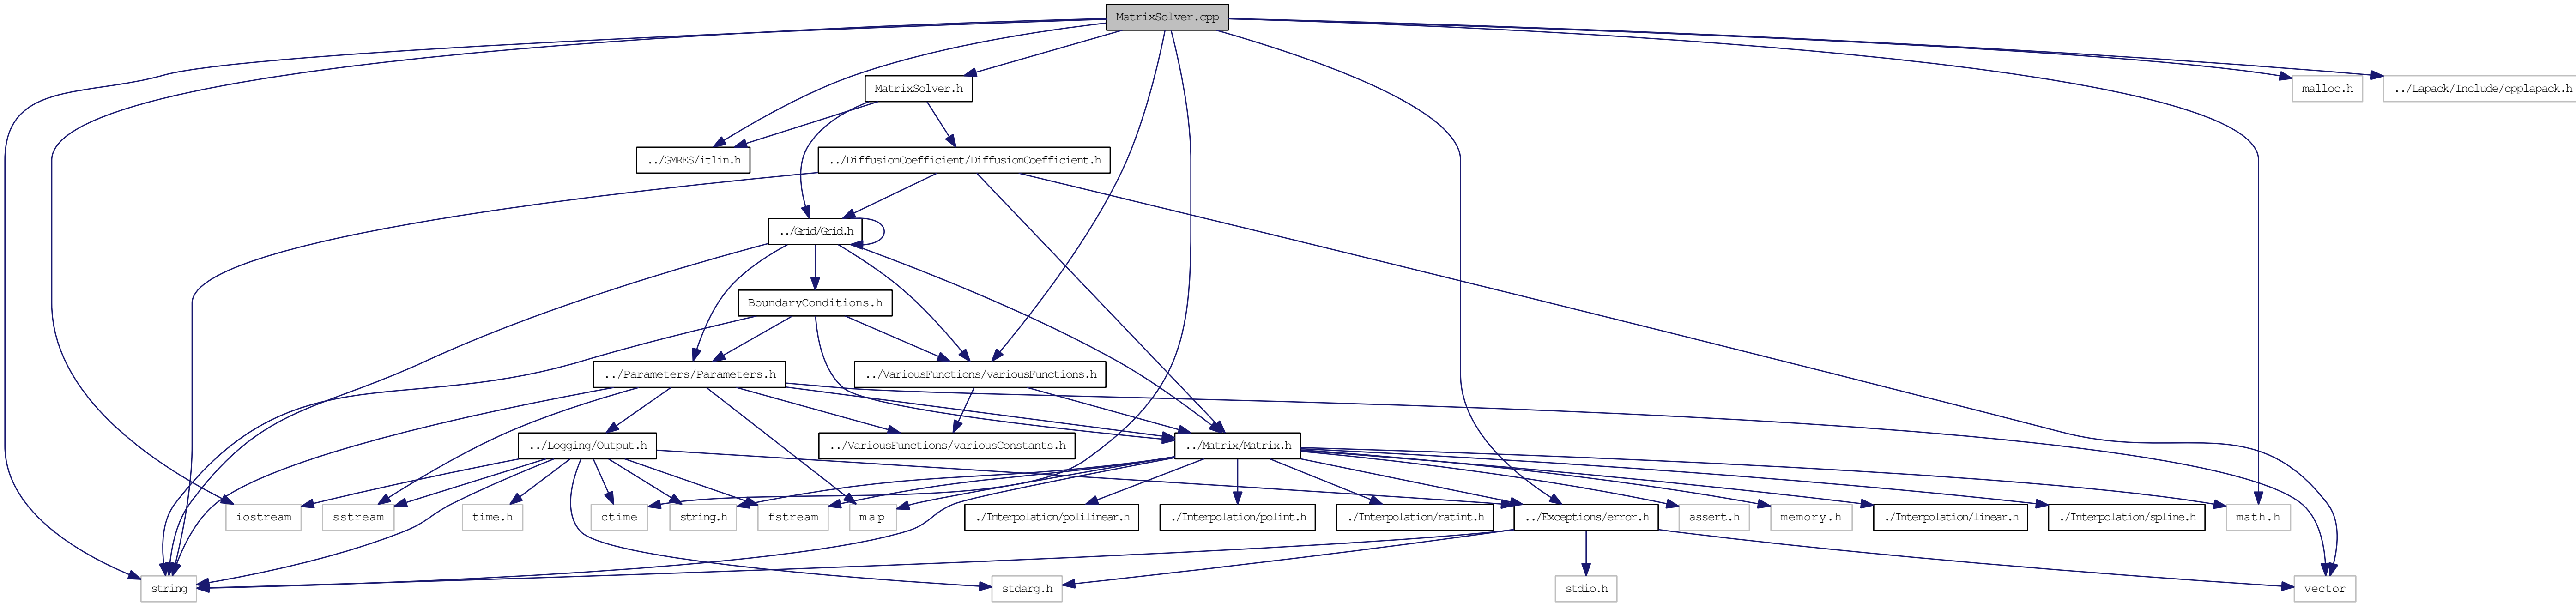 MatrixSolver.cpp
MatrixSolver.h
malloc.h
../Lapack/Include/cpplapack.h
../GMRES/itlin.h
../DiffusionCoefficient/DiffusionCoefficient.h
../Grid/Grid.h
BoundaryConditions.h
../Parameters/Parameters.h
../VariousFunctions/variousFunctions.h
../Logging/Output.h
../VariousFunctions/variousConstants.h
../Matrix/Matrix.h
iostream
sstream
time.h
ctime
string.h
fstream
map
./Interpolation/polilinear.h
./Interpolation/polint.h
./Interpolation/ratint.h
../Exceptions/error.h
assert.h
memory.h
./Interpolation/linear.h
./Interpolation/spline.h
math.h
string
stdarg.h
stdio.h
vector